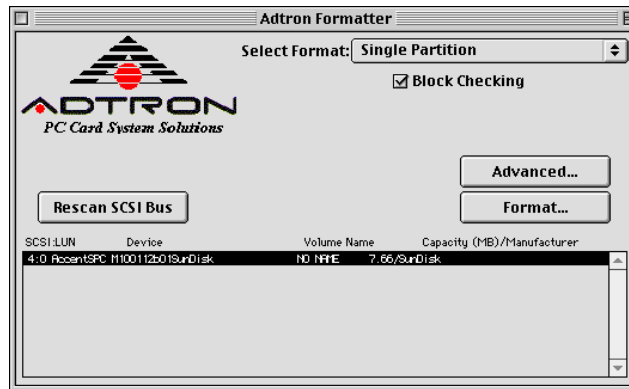 Adtron Formatter
Select Format: Single Partition
Block Checking
ADTRON
PC Card System Solutions
Advanced...
Rescan SCSI Bus
Format...
SCSI:LUN Device Volume Name Capacity (MB)/Manufacturer
4:0 AccentSPC M100112b01SunDisk NO NAME 7.66/SunDisk